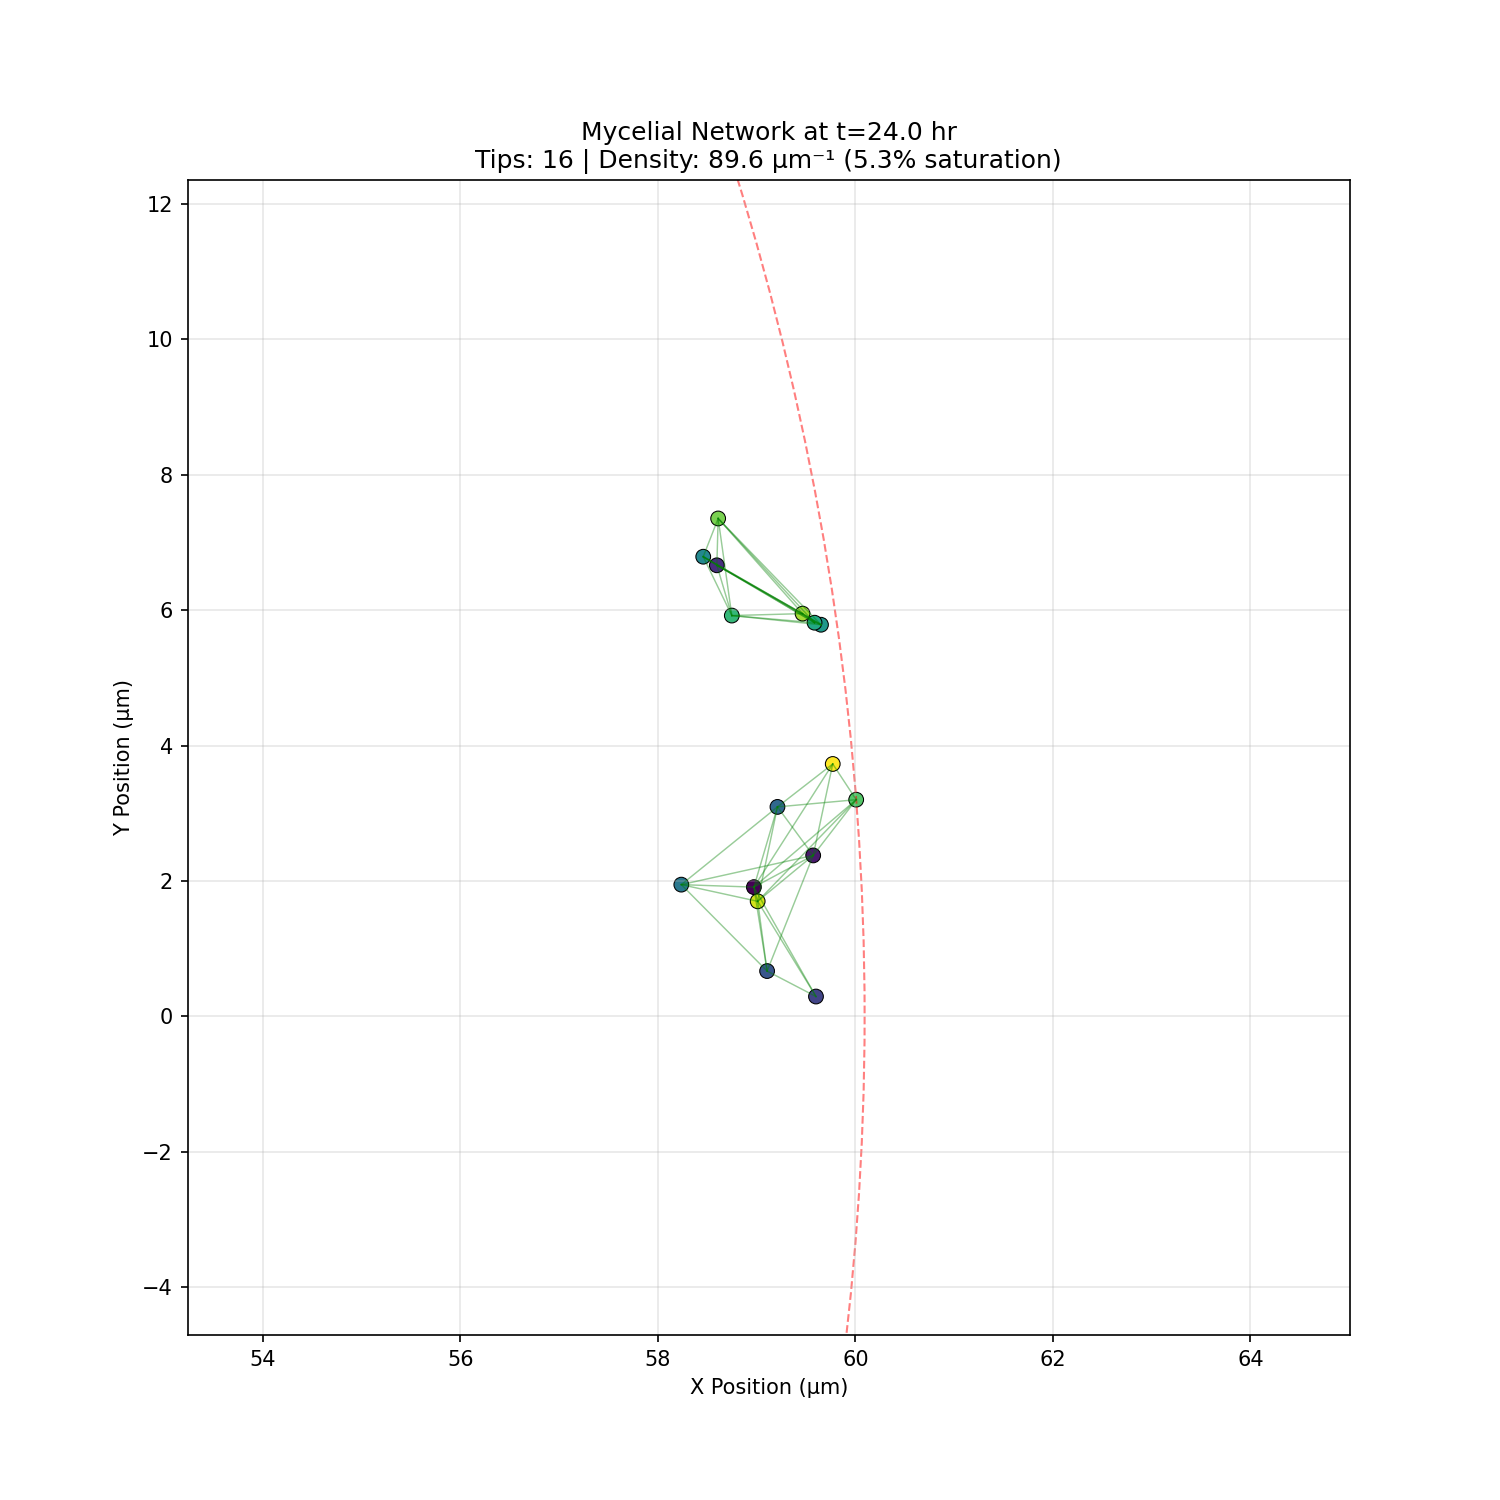 Mycelial Network at t=24.0 hr
Tips: 16 | Density: 89.6 µm⁻¹ (5.3% saturation)
12
10
8
6
4
2
0
−2
−4
Y Position (µm)
54 56 58 60 62 64
X Position (µm)